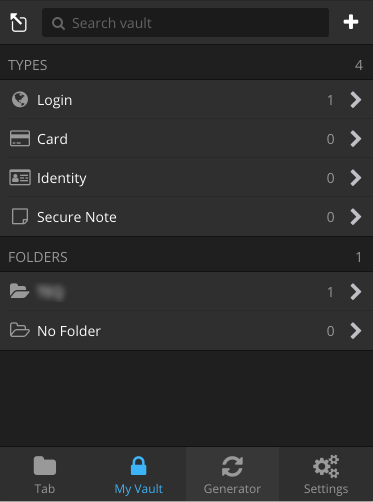 Search vault
TYPES 4
Login 1
Card 0
Identity 0
Secure Note 0
FOLDERS 1
1
No Folder 0
Tab My Vault Generator Settings